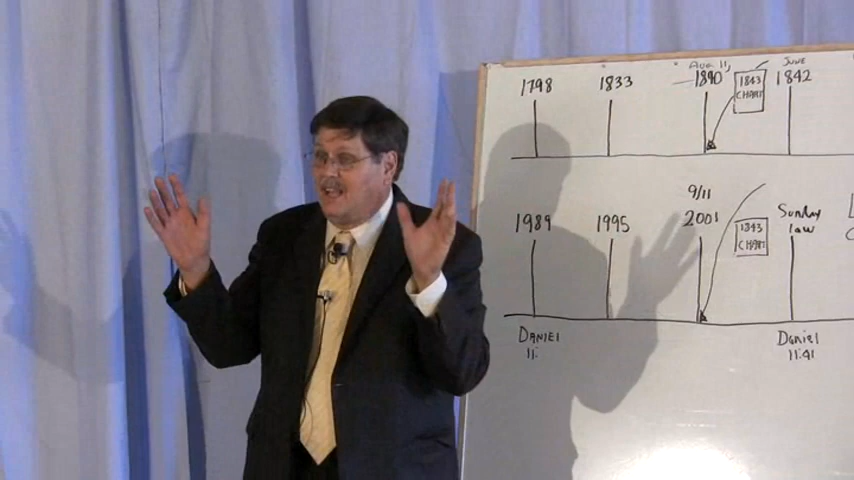 1798
1833
AUG 11,
1840
1843
CHART
JUNE
1842
1989
1995
9/11
2001
1843
CHART
Sunday
law
DANIEL
11:
Daniel
11:41